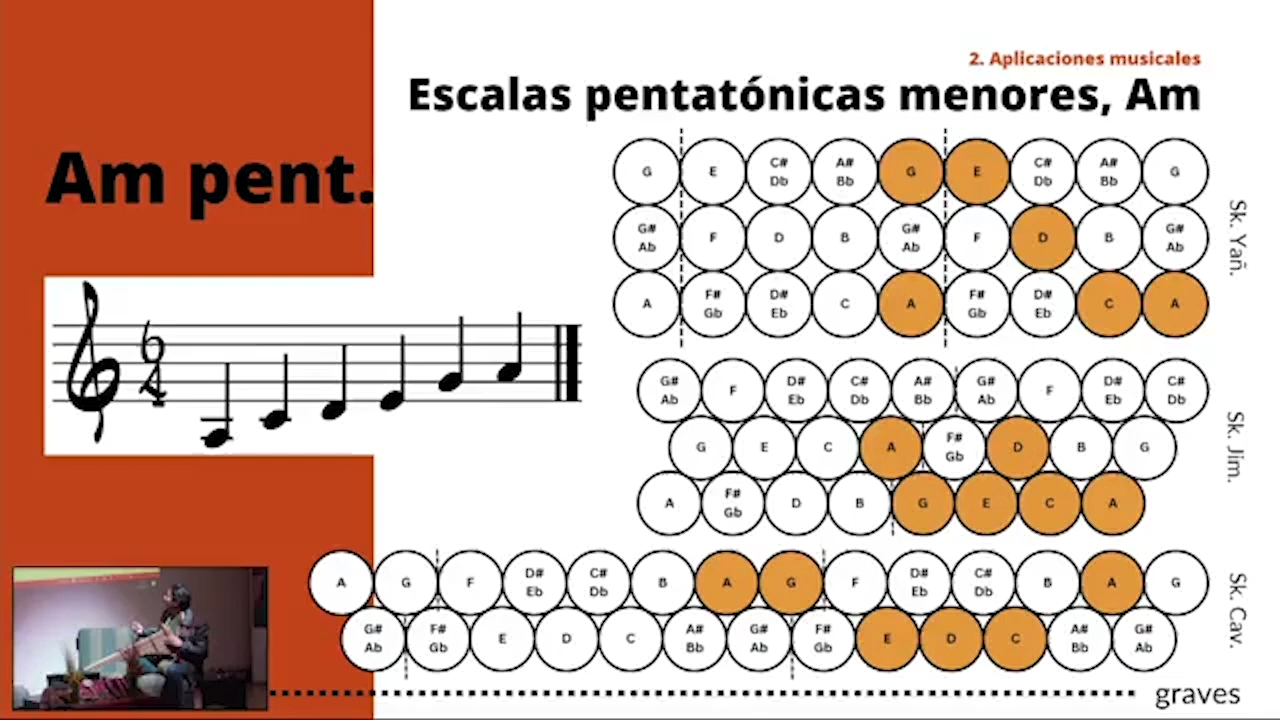 2. Aplicaciones musicales
Escalas pentatónicas menores, Am
Am pent.
G E C# Db A# Bb G E C# Db A# Bb G
G# Ab F D B G# Ab F D B G# Ab
A F# Gb D# Eb C A F# Gb D# Eb C A
Sk. Yañ.
G# Ab F D# Eb C# Db A# Bb G# Ab F D# Eb C# Db
G E C A F# Gb D B G
A F# Gb D B G E C A
Sk. Jim.
A G F D# Eb C# Db B A G F D# Eb C# Db B A G
G# Ab F# Gb E D C A# Bb G# Ab F# Gb E D C A# Bb G# Ab
Sk. Cav.
6
4
graves